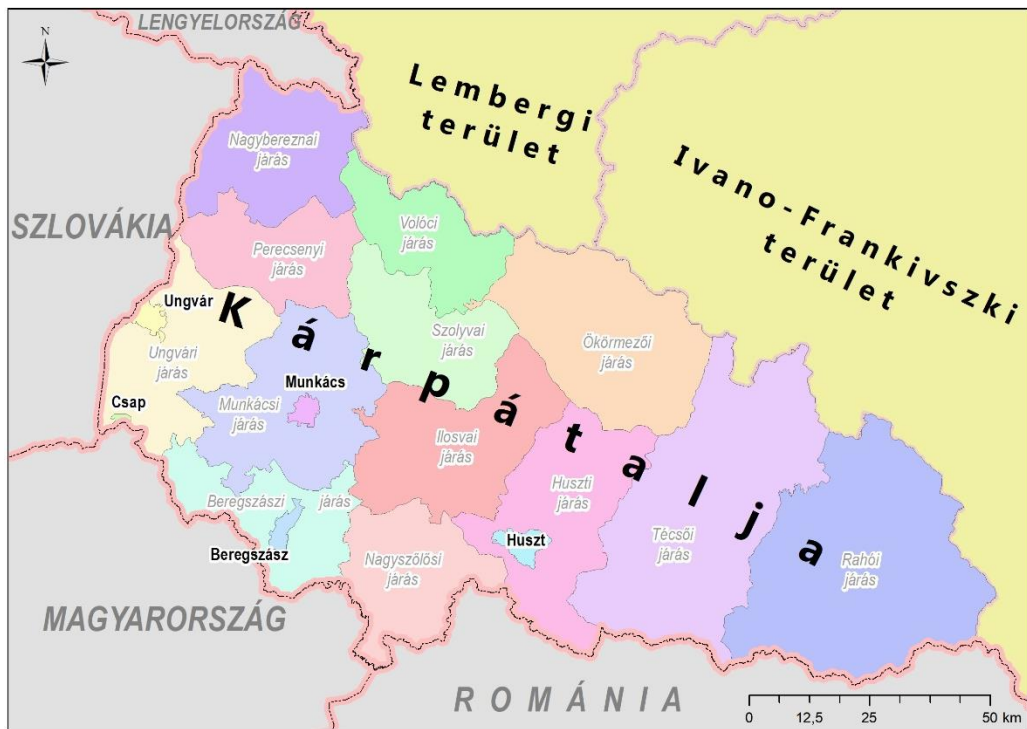 LENGYELORSZÁG
N
Lembergi
terület
Ivano-Frankivszki
terület
Nagybereznai
járás
SZLOVÁKIA
Volóci
járás
Perecsenyi
járás
Ungvár
Kárpátalja
Szolyvai
járás
Ökörmezői
járás
Ungvári
járás
Munkács
Csap
Munkácsi
járás
Ilosvai
járás
Huszti
járás
Beregszászi járás
Huszt
Técsői
járás
Beregszász
Nagyszőlősi
járás
Rahói
járás
MAGYARORSZÁG
ROMÁNIA
0 12,5 25 50 km